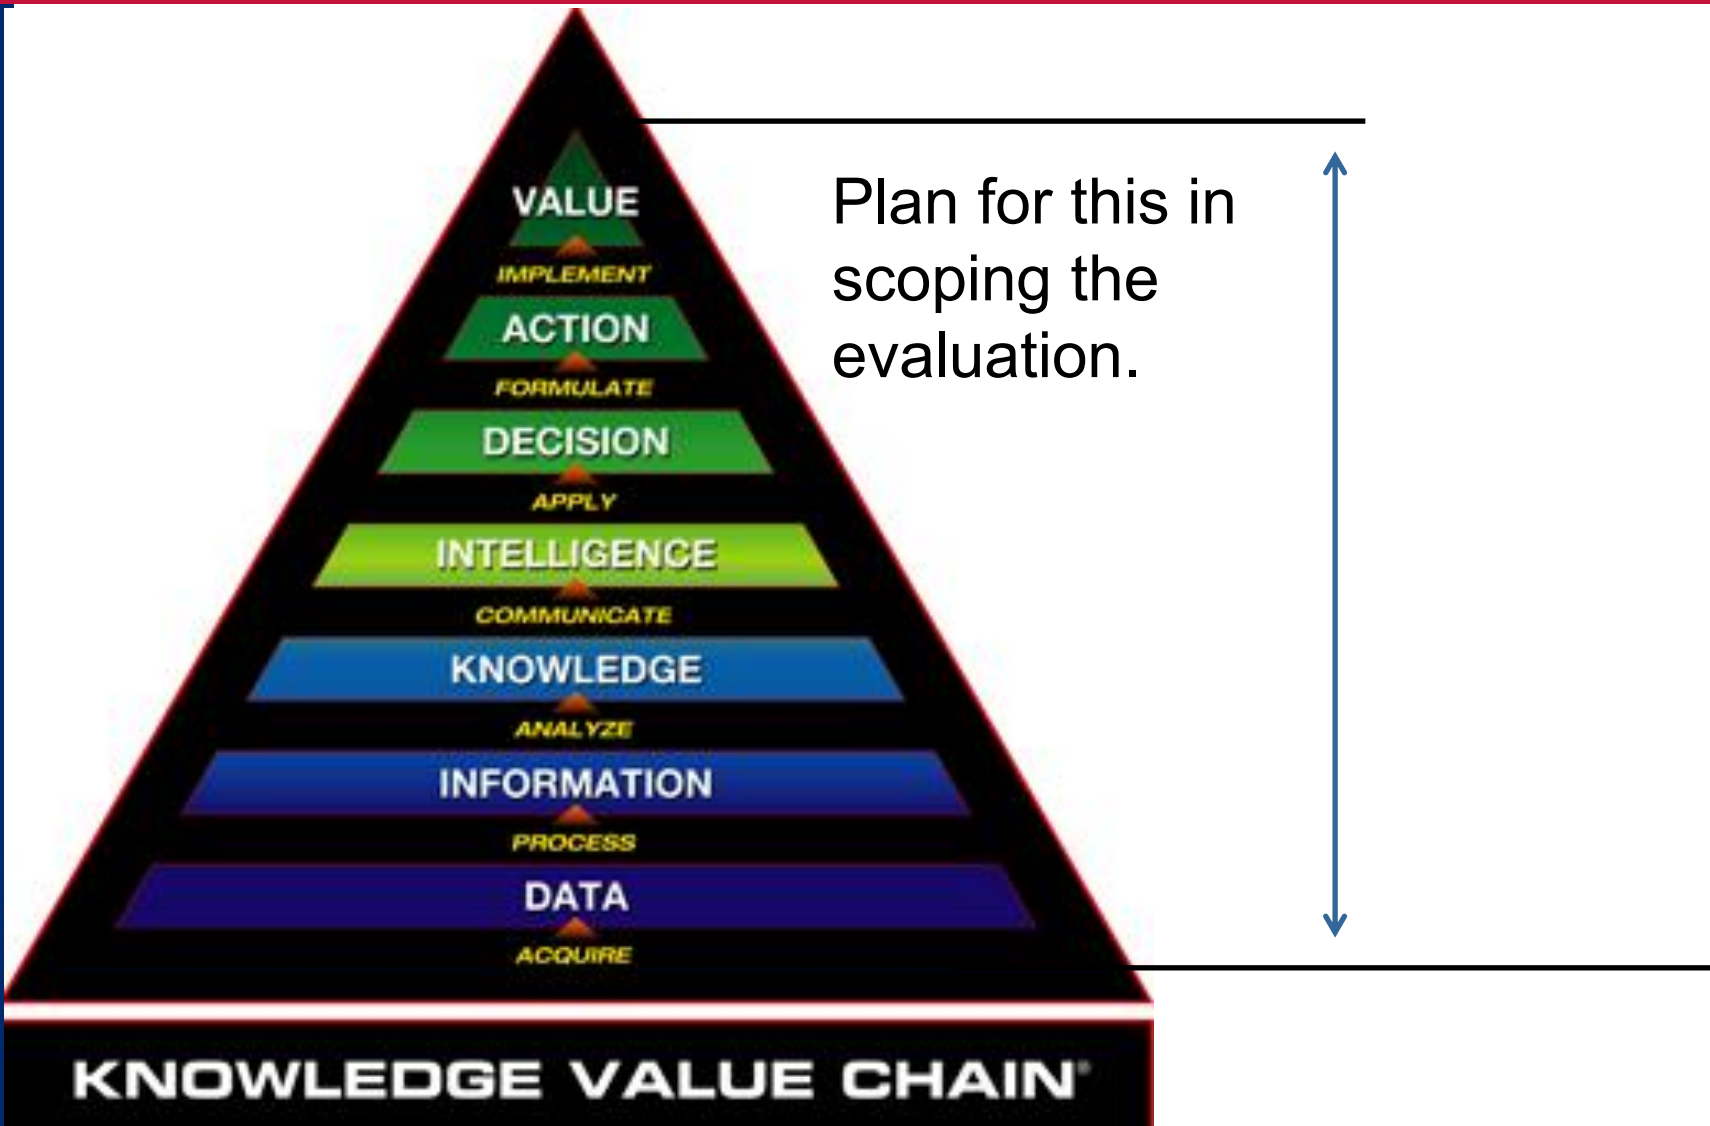 VALUE
IMPLEMENT
ACTION
FORMULATE
DECISION
APPLY
INTELLIGENCE
COMMUNICATE
KNOWLEDGE
ANALYZE
INFORMATION
PROCESS
DATA
ACQUIRE
KNOWLEDGE VALUE CHAIN®
Plan for this in
scoping the
evaluation.